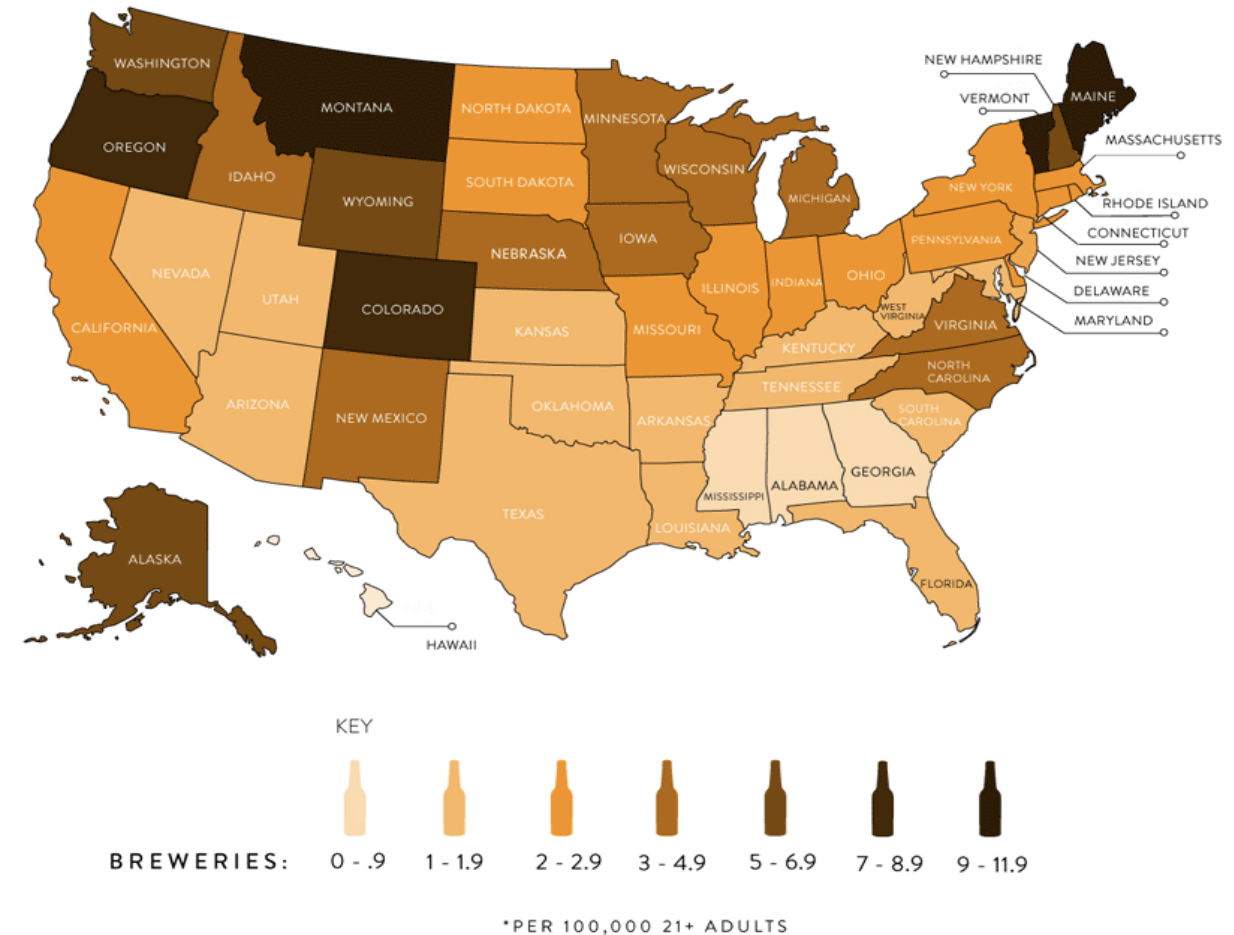 WASHINGTON
MONTANA
NORTH DAKOTA
MINNESOTA
NEW HAMPSHIRE
VERMONT
MAINE
MASSACHUSETTS
OREGON
IDAHO
WYOMING
SOUTH DAKOTA
WISCONSIN
MICHIGAN
NEW YORK
RHODE ISLAND
CONNECTICUT
NEW JERSEY
DELAWARE
MARYLAND
NEVADA
UTAH
COLORADO
NEBRASKA
IOWA
ILLINOIS
INDIANA
OHIO
PENNSYLVANIA
CALIFORNIA
KANSAS
MISSOURI
KENTUCKY
WEST
VIRGINIA
VIRGINIA
ARIZONA
NEW MEXICO
OKLAHOMA
ARKANSAS
TENNESSEE
NORTH
CAROLINA
SOUTH
CAROLINA
TEXAS
LOUISIANA
MISSISSIPPI
ALABAMA
GEORGIA
FLORIDA
ALASKA
HAWAII
KEY
BREWERIES: 0 - .9 1 - 1.9 2 - 2.9 3 - 4.9 5 - 6.9 7 - 8.9 9 - 11.9
*PER 100,000 21+ ADULTS